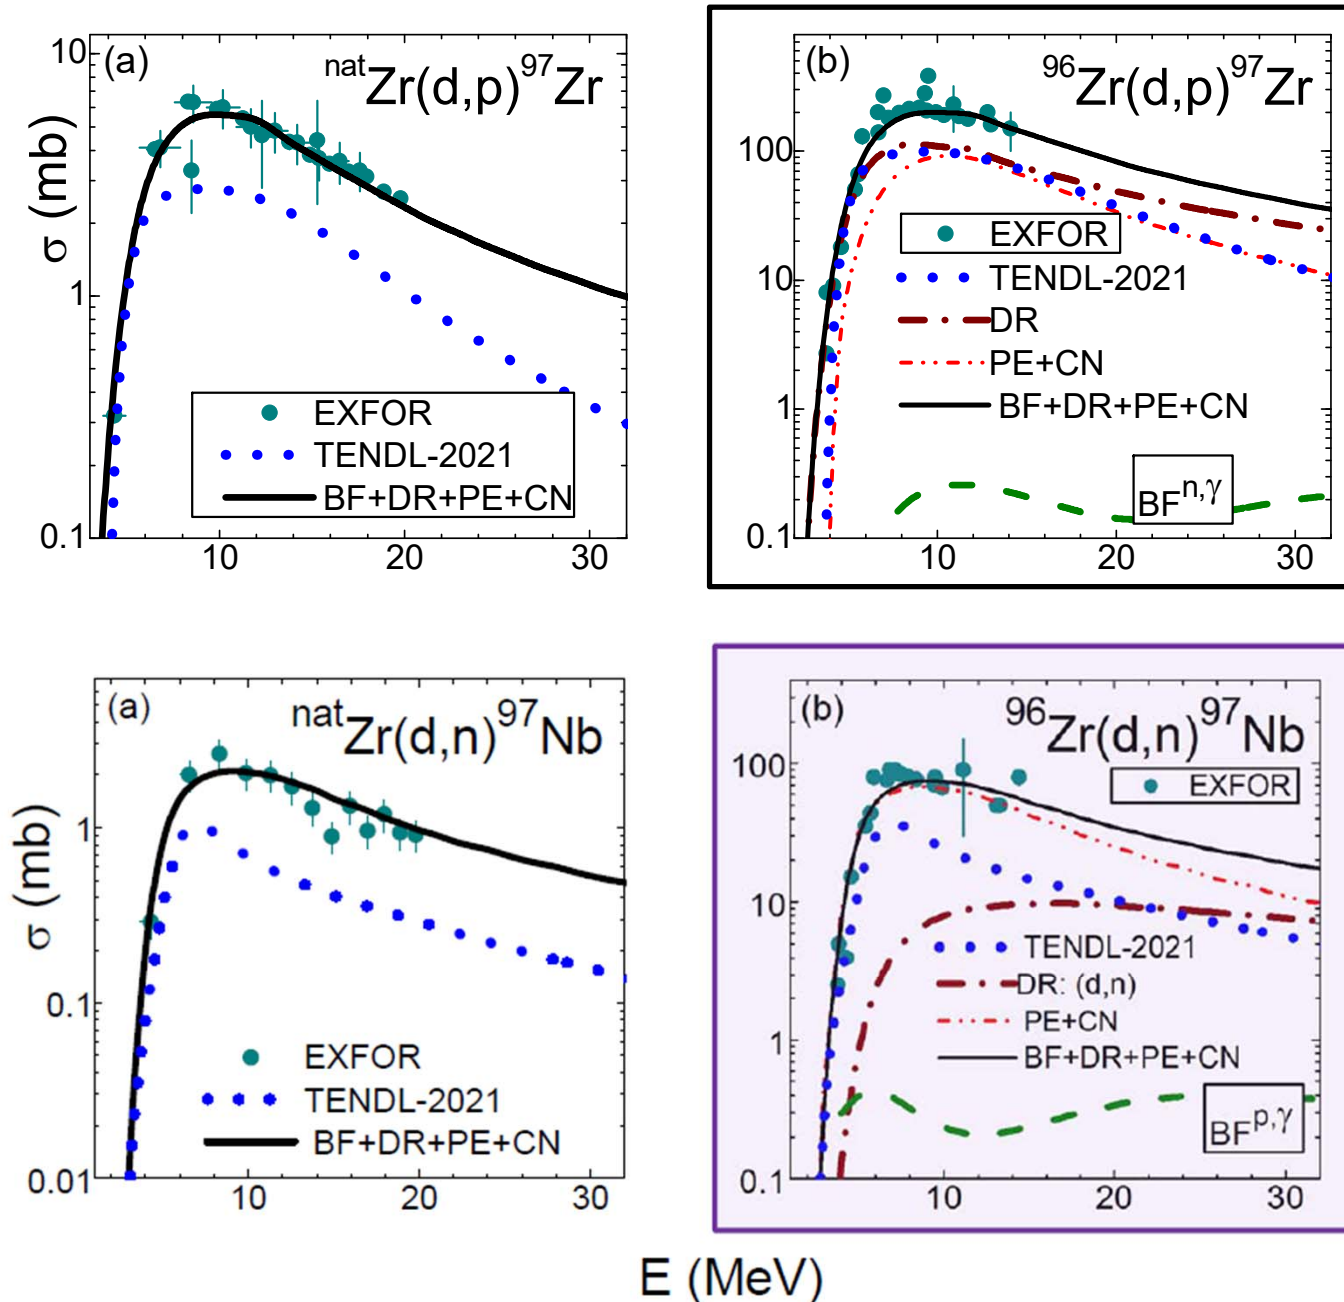 (a)
natZr(d,p)97Zr
10
1
0.1
σ (mb)
EXFOR
TENDL-2021
BF+DR+PE+CN
10 20 30
(b)
96Zr(d,p)97Zr
100
10
1
0.1
EXFOR
TENDL-2021
DR
PE+CN
BF+DR+PE+CN
BFn,γ
10 20 30
(a)
natZr(d,n)97Nb
1
0.1
0.01
σ (mb)
EXFOR
TENDL-2021
BF+DR+PE+CN
10 20 30
(b)
96Zr(d,n)97Nb
100
10
1
0.1
EXFOR
TENDL-2021
DR: (d,n)
PE+CN
BF+DR+PE+CN
BFp,γ
10 20 30
E (MeV)